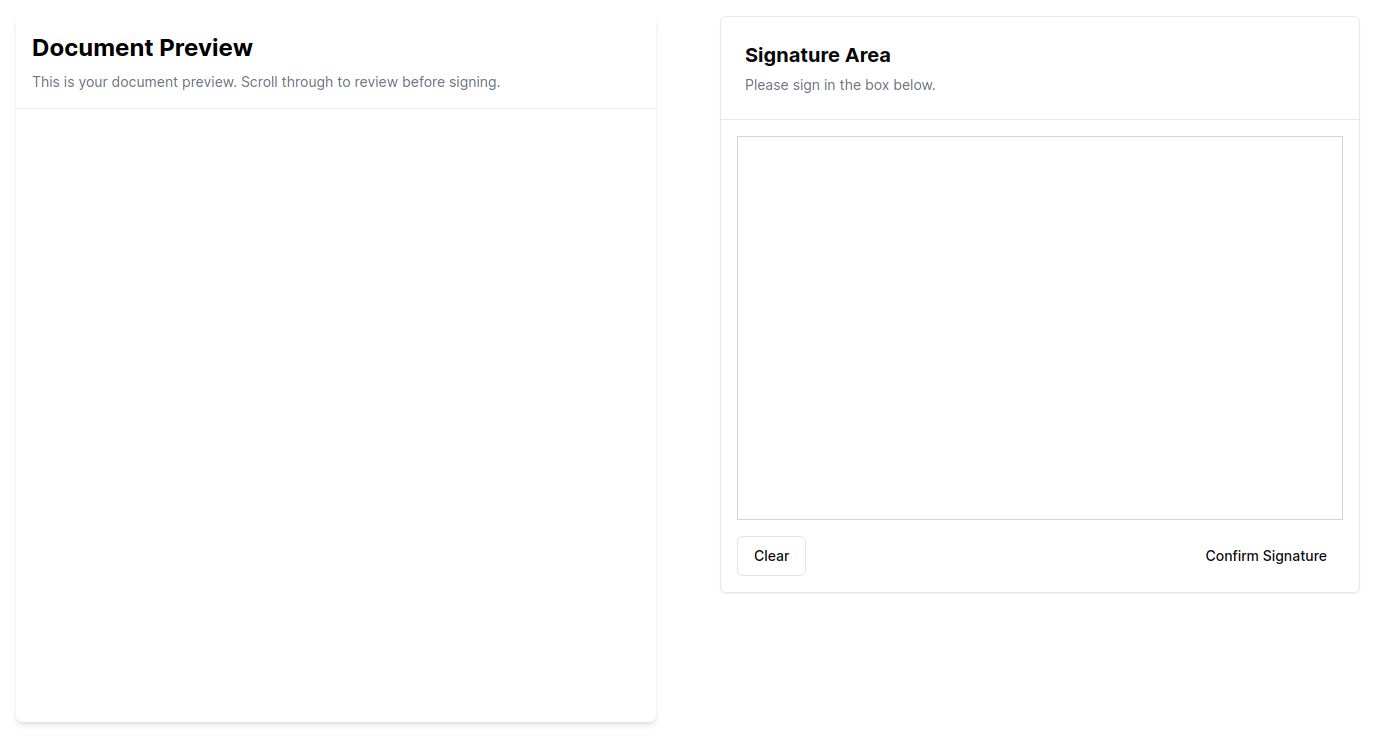 Document Preview
This is your document preview. Scroll through to review before signing.
Signature Area
Please sign in the box below.
Clear
Confirm Signature